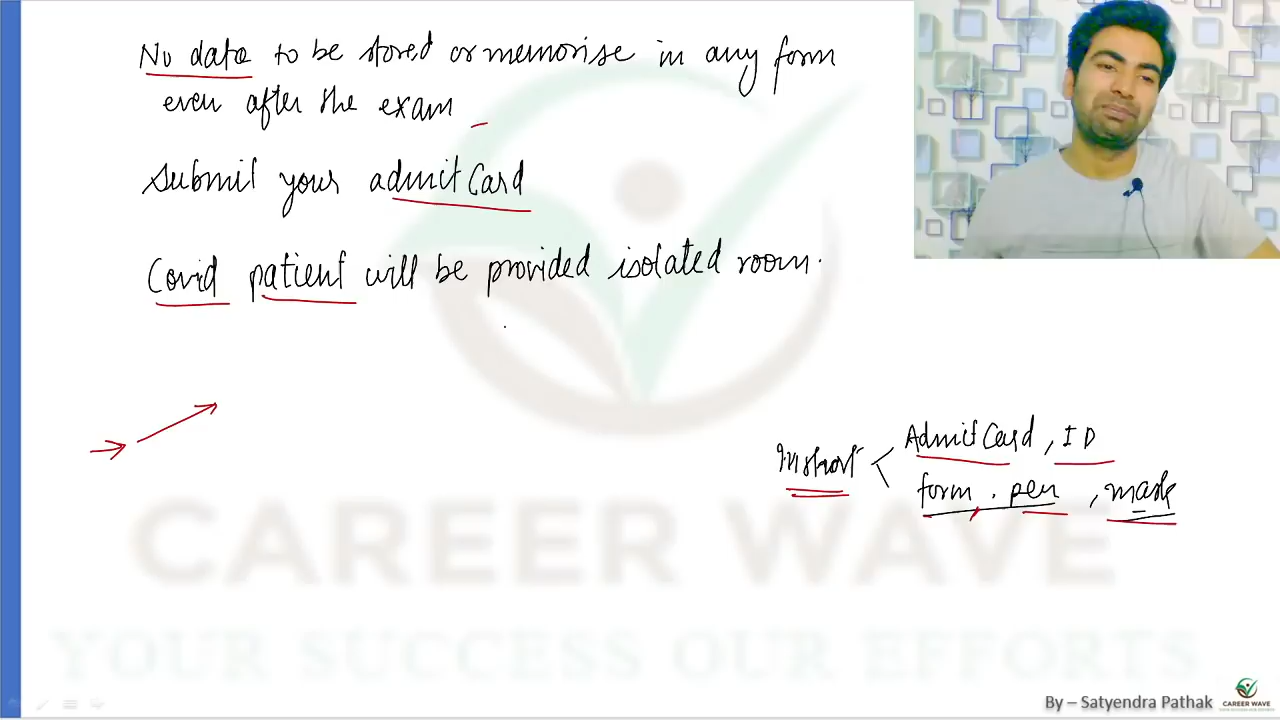 No data to be stored or memorise in any form
even after the exam
Submit your admit Card
Covid patient will be provided isolated room.
Admit Card, ID
form. pen, mask
CAREER WAVE
YOUR SUCCESS OUR EFFORTS
By – Satyendra Pathak
CAREER WAVE